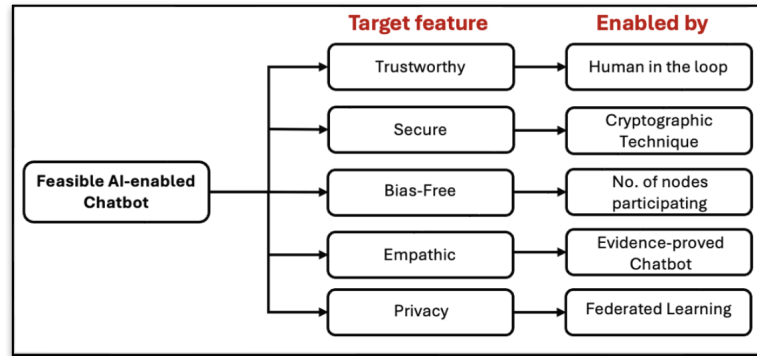 Target feature
Enabled by
Trustworthy
Human in the loop
Secure
Cryptographic
Technique
Feasible AI-enabled
Chatbot
Bias-Free
No. of nodes
participating
Empathic
Evidence-proved
Chatbot
Privacy
Federated Learning